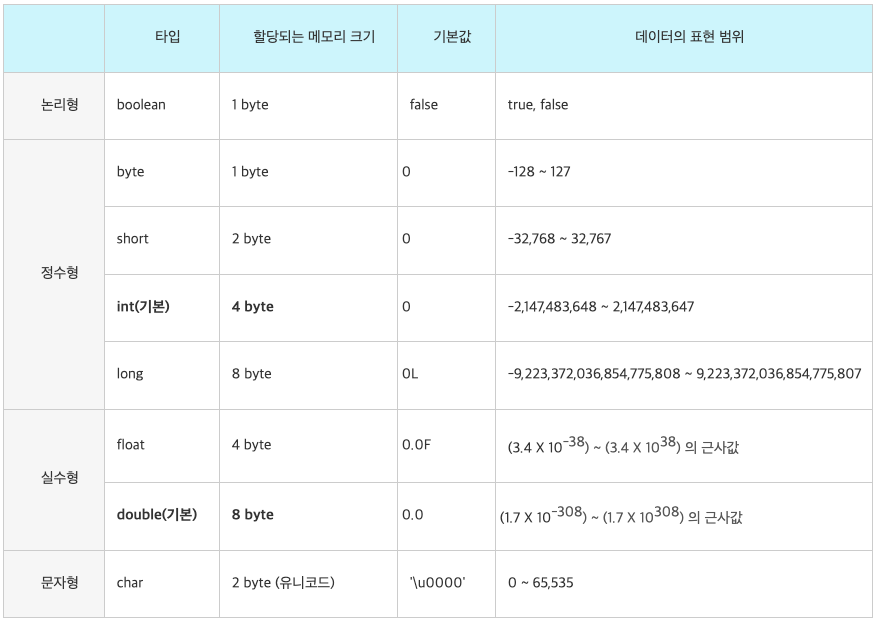 타입 할당되는 메모리 크기 기본값 데이터의 표현 범위
논리형 boolean 1 byte false true, false
byte 1 byte 0 -128 ~ 127
short 2 byte 0 -32,768 ~ 32,767
정수형
int(기본) 4 byte 0 -2,147,483,648 ~ 2,147,483,647
long 8 byte 0L -9,223,372,036,854,775,808 ~ 9,223,372,036,854,775,807
float 4 byte 0.0F (3.4 X 10^-38) ~ (3.4 X 10^38) 의 근사값
실수형
double(기본) 8 byte 0.0 (1.7 X 10^-308) ~ (1.7 X 10^308) 의 근사값
문자형 char 2 byte (유니코드) '\u0000' 0 ~ 65,535